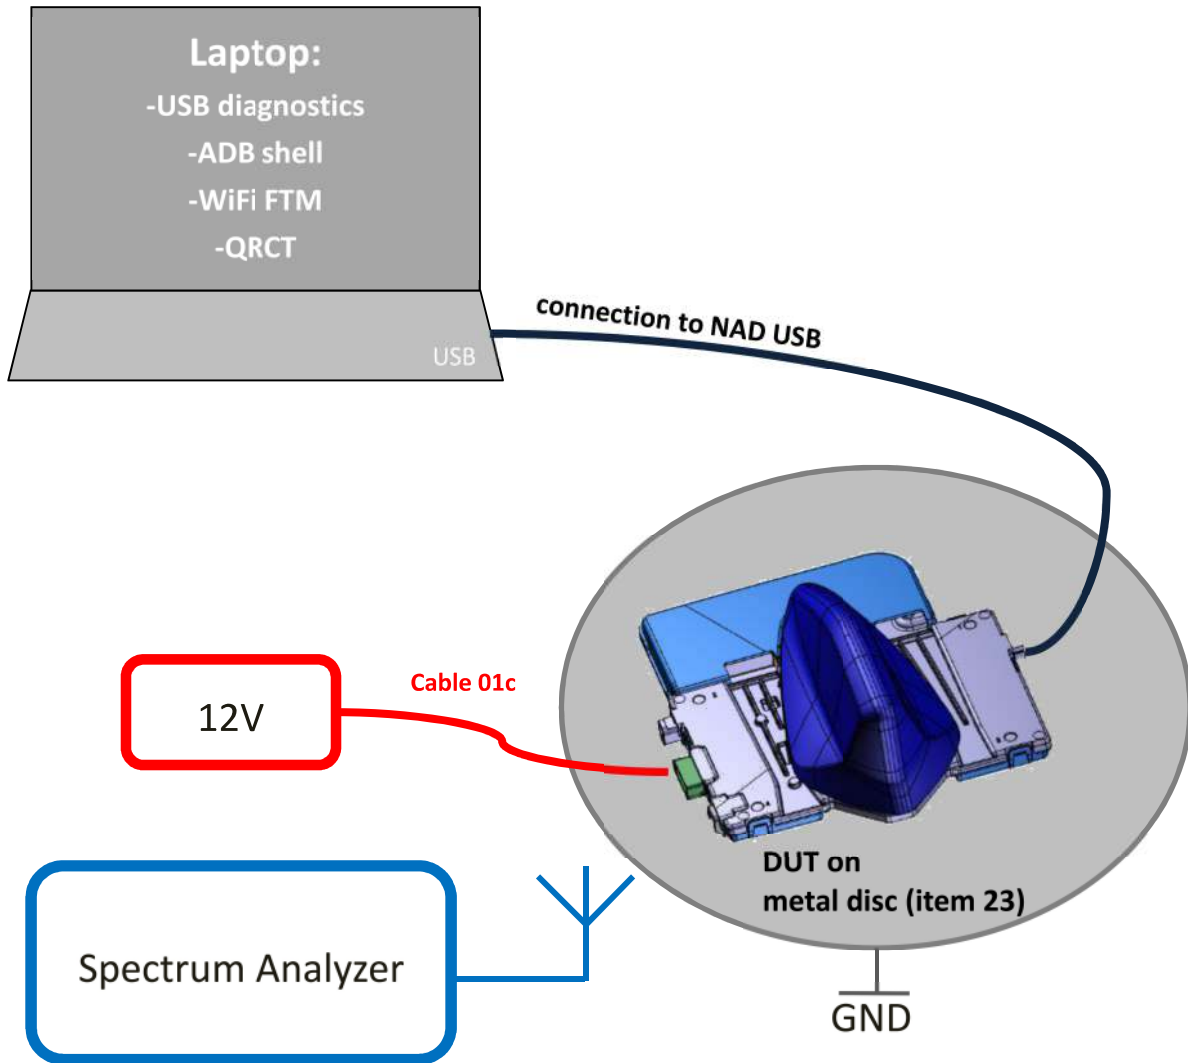 Laptop:
-USB diagnostics
-ADB shell
-WiFi FTM
-QRCT
USB
connection to NAD USB
Cable 01c
12V
DUT on
metal disc (item 23)
Spectrum Analyzer
GND